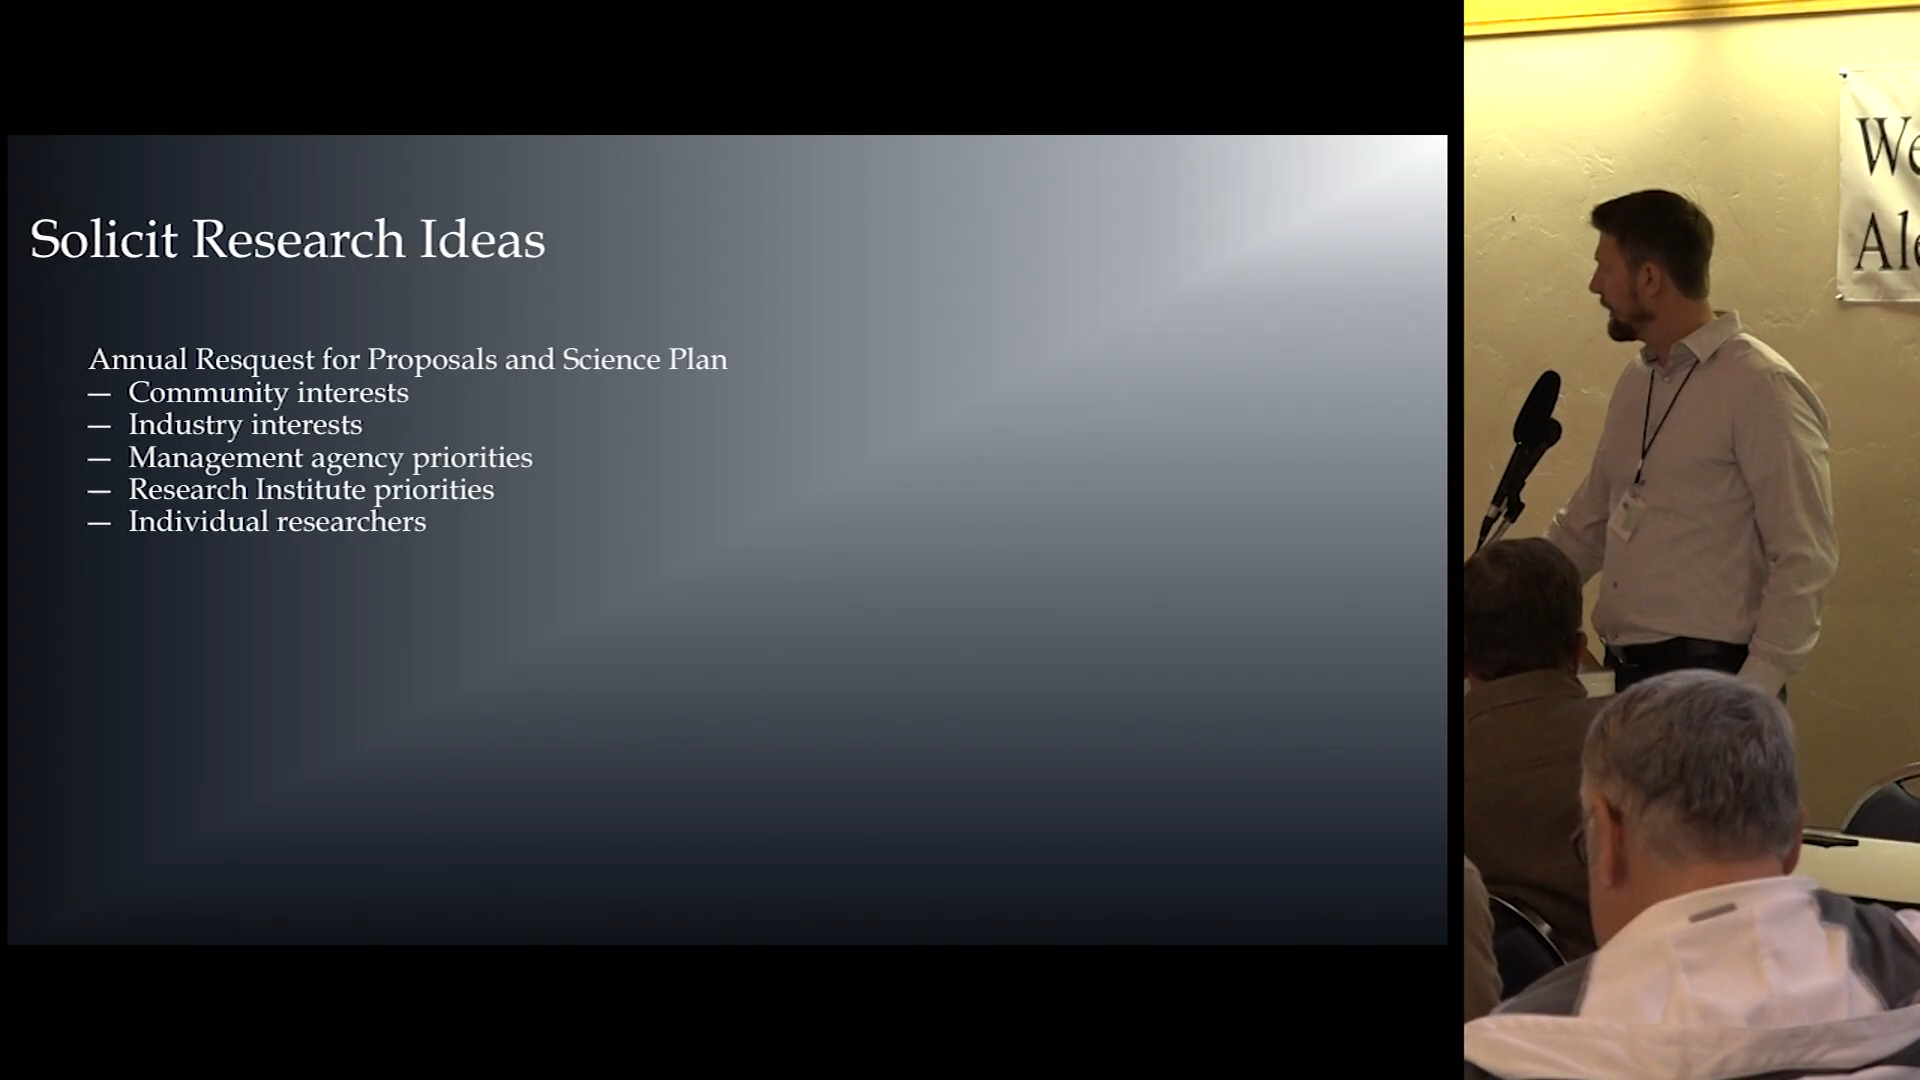 Solicit Research Ideas
Annual Resquest for Proposals and Science Plan
— Community interests
— Industry interests
— Management agency priorities
— Research Institute priorities
— Individual researchers